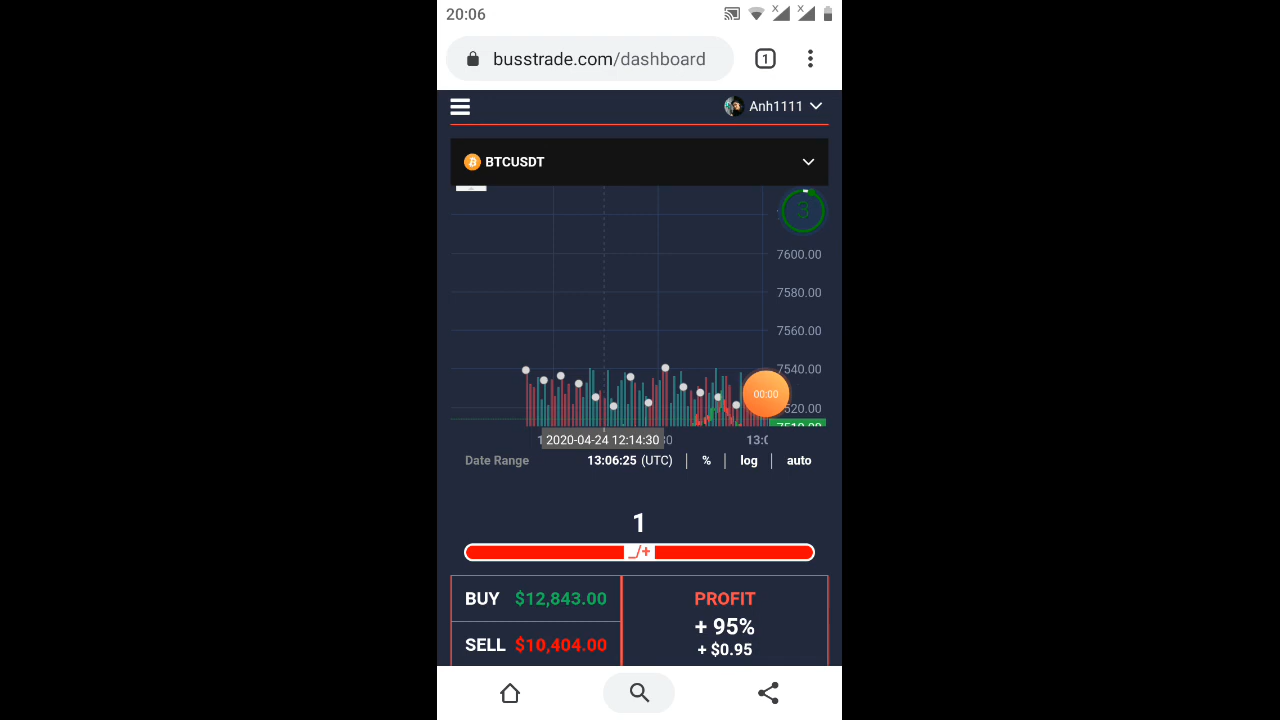 20:06
busstrade.com/dashboard
1
Anh1111
BTCUSDT
3
7600.00
7580.00
7560.00
7540.00
00:00
520.00
2020-04-24 12:14:30
Date Range 13:06:25 (UTC) % log auto
1
_/+
BUY $12,843.00
SELL $10,404.00
PROFIT
+ 95%
+ $0.95